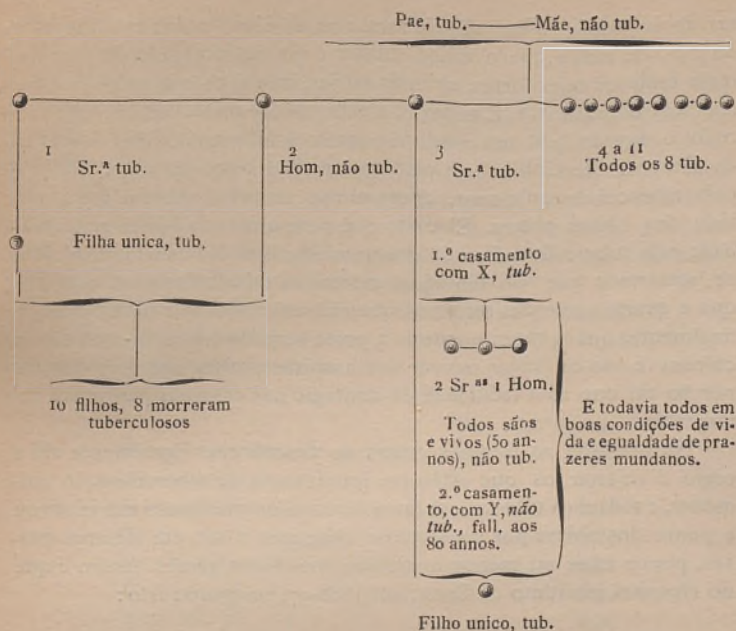 Pae, tub. Mãe, não tub.
1
Sr.ª tub.
2
Hom, não tub.
3
Sr.ª tub.
4 a 11
Todos os 8 tub.
Filha unica, tub.
1.º casamento
com X, tub.
10 filhos, 8 morreram
tuberculosos
2 Sr ªˢ 1 Hom.
Todos sãos
e vivos (50 an-
nos), não tub.
2.º casamen-
to, com Y, não
tub., fall. aos
80 annos.
E todavia todos em
boas condições de vi-
da e egualdade de pra-
zeres mundanos.
Filho unico, tub.